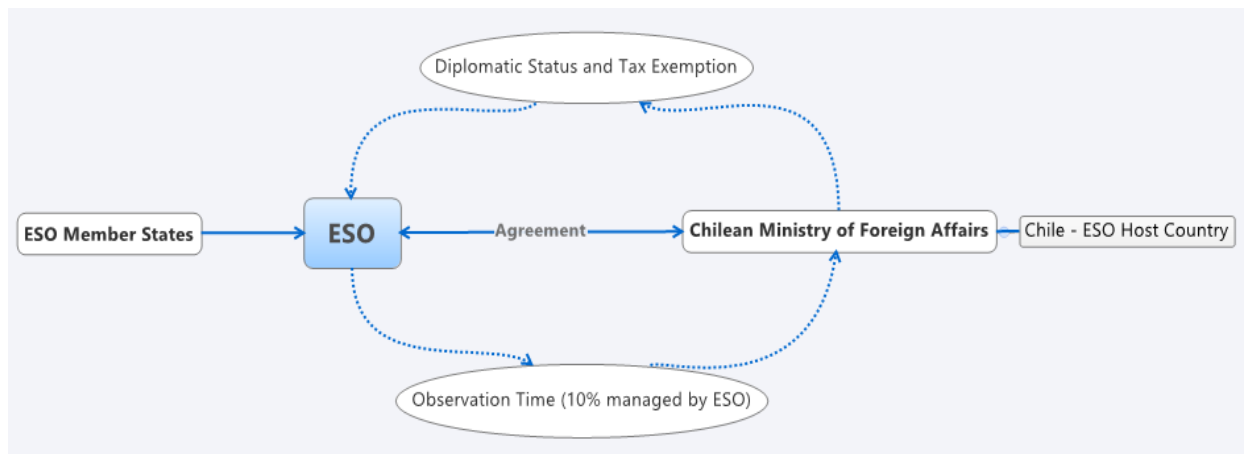 Diplomatic Status and Tax Exemption
ESO Member States
ESO
Agreement
Chilean Ministry of Foreign Affairs
Chile - ESO Host Country
Observation Time (10% managed by ESO)